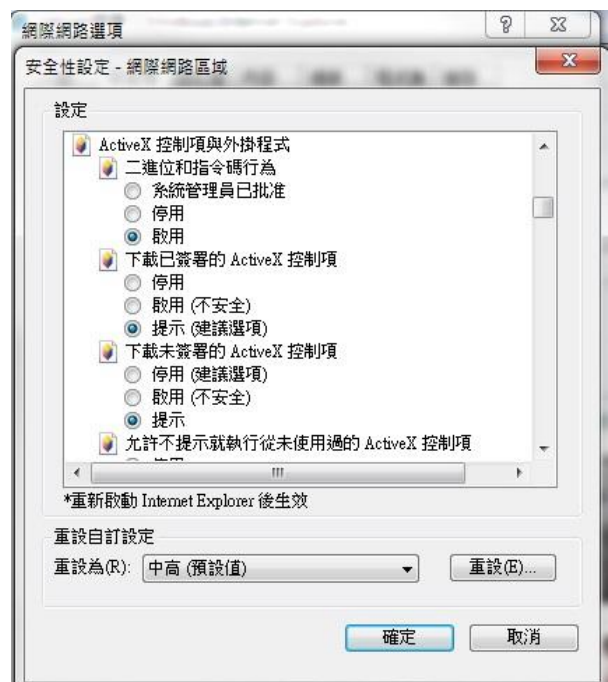 網際網路選項
安全性設定 - 網際網路區域
設定
ActiveX 控制項與外掛程式
二進位和指令碼行為
系統管理員已批准
停用
啟用
下載已簽署的 ActiveX 控制項
停用
啟用 (不安全)
提示 (建議選項)
下載未簽署的 ActiveX 控制項
停用 (建議選項)
啟用 (不安全)
提示
允許不提示就執行從未使用過的 ActiveX 控制項
*重新啟動 Internet Explorer 後生效
重設自訂設定
重設為(R): 中高 (預設值) 重設(E)...
確定 取消